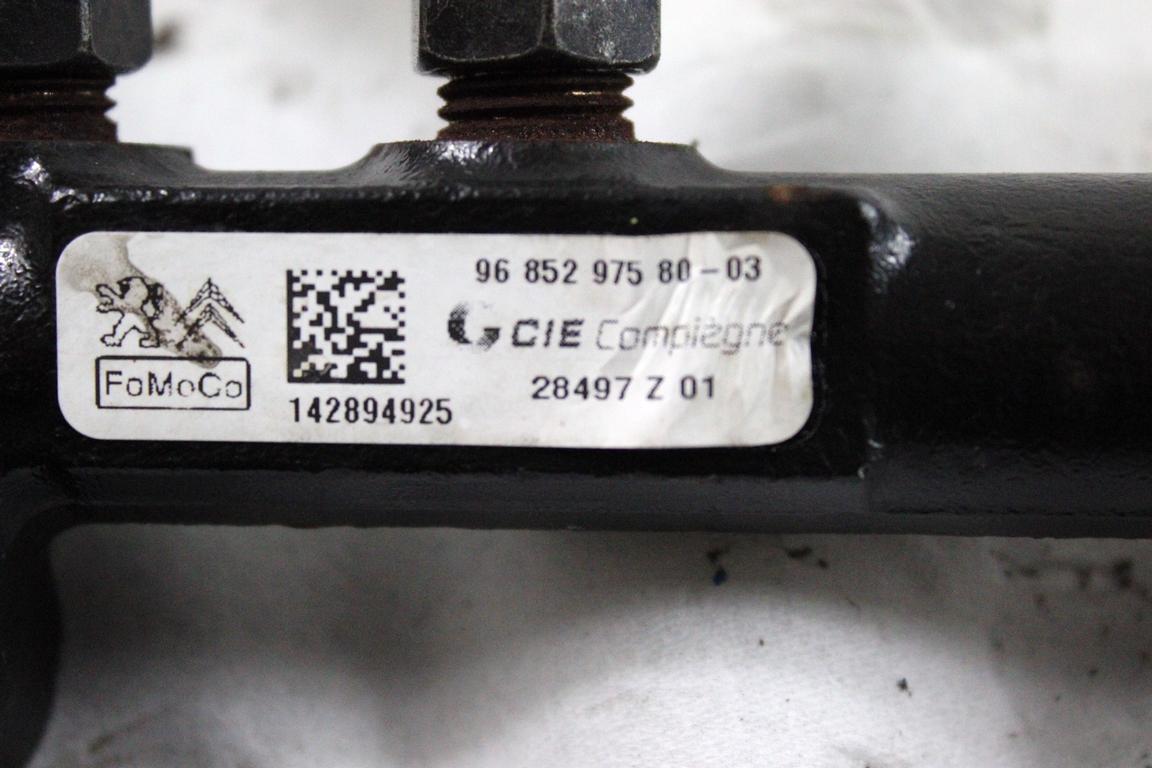 96 852 975 80-03
CIE Compiègne
28497 Z 01
FoMoCo
142894925